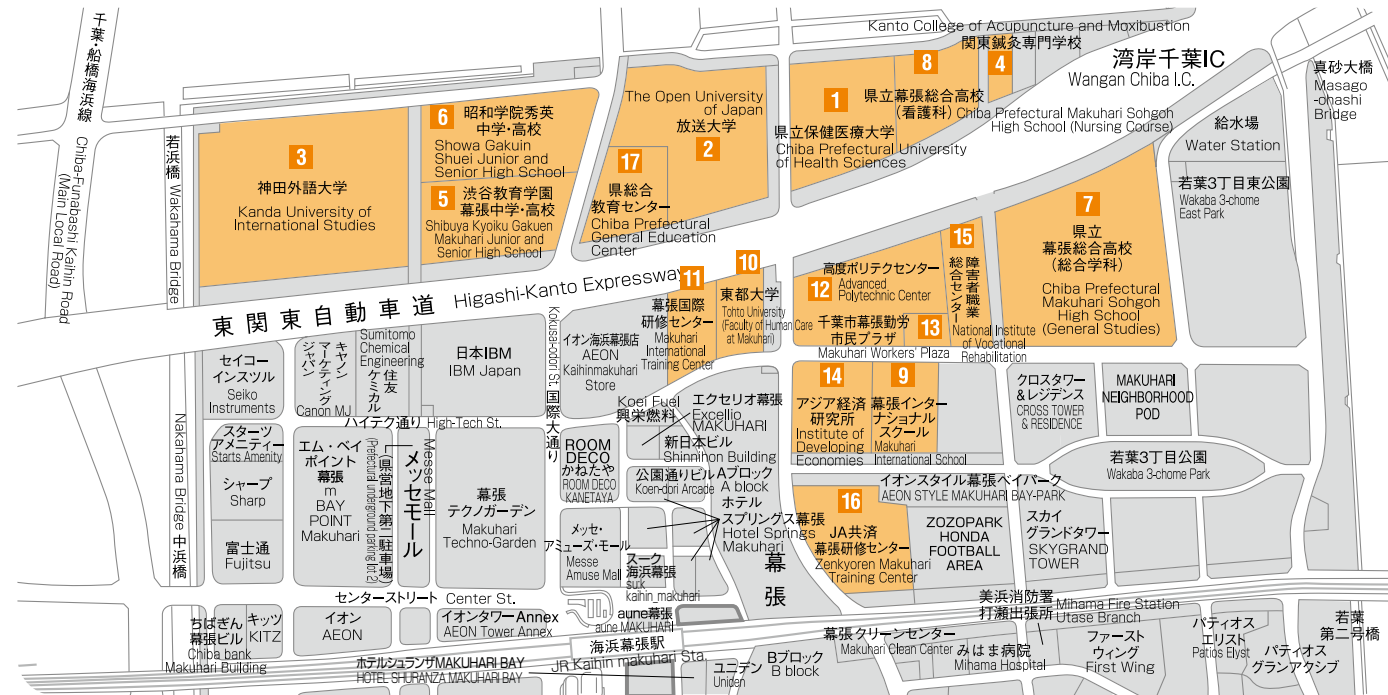 千葉・船橋海浜線
Chiba-Funabashi Kaihin Road
(Main Local Road)
若浜橋 Wakahama Bridge
3
神田外語大学
Kanda University of
International Studies
6
昭和学院秀英
中学・高校
Showa Gakuin
Shuei Junior and
Senior High School
5
渋谷教育学園
幕張中学・高校
Shibuya Kyoiku Gakuen
Makuhari Junior and
Senior High School
The Open University
of Japan
放送大学
2
17
県総合
教育センター
Chiba Prefectural
General Education
Center
1
県立保健医療大学
Chiba Prefectural University
of Health Sciences
Kanto College of Acupuncture and Moxibustion
関東鍼灸専門学校
8
4
県立幕張総合高校
(看護科)
Chiba Prefectural Makuhari Sohgoh
High School (Nursing Course)
湾岸千葉IC
Wangan Chiba I.C.
真砂大橋
Masago
-ohashi
Bridge
給水場
Water Station
若葉3丁目東公園
Wakaba 3-chome
East Park
7
県立
幕張総合高校
(総合学科)
Chiba Prefectural
Makuhari Sohgoh
High School
(General Studies)
15
障害者職業
総合センター
National Institute
of Vocational
Rehabilitation
高度ポリテクセンター
12
Advanced
Polytechnic Center
千葉市幕張勤労
市民プラザ
13
Makuhari Workers' Plaza
10
東都大学
Tohto University
(Faculty of Human Care
at Makuhari)
11
幕張国際
研修センター
Makuhari
International
Training Center
東関東自動車道 Higashi-Kanto Expressway
セイコー
インスツル
Seiko
Instruments
キヤノン
マーケティング
ジャパン
Canon MJ
Sumitomo
Chemical
Engineering
住友
ケミカル
日本IBM
IBM Japan
Kokusai-odori St. 国際大通り
イオン海浜幕張店
AEON
Kaihinmakuhari
Store
Koei Fuel
興栄燃料
エクセリオ幕張
Excellio
MAKUHARI
新日本ビル
Shinnihon Building
14
アジア経済
研究所
Institute of
Developing
Economies
9
幕張インター
ナショナル
スクール
Makuhari
International School
クロスタワー
&レジデンス
CROSS TOWER
& RESIDENCE
MAKUHARI
NEIGHBORHOOD
POD
若葉3丁目公園
Wakaba 3-chome Park
ハイテク通り High-Tech St.
Nakahama Bridge 中浜橋
スターツ
アメニティー
Starts Amenity
シャープ
Sharp
富士通
Fujitsu
エム・ベイ
ポイント
幕張
m
BAY
POINT
Makuhari
(県営地下第二駐車場)
(Prefectural underground parking lot 2)
メッセモール
Messe Mall
幕張
テクノガーデン
Makuhari
Techno-Garden
ROOM
DECO
かねたや
ROOM DECO
KANETAYA
公園通りビル
Koen-dori Arcade
Aブロック
A block
ホテル
スプリングス幕張
Hotel Springs
Makuhari
メッセ・
アミューズ・モール
Messe
Amuse Mall
スーク
海浜幕張
suk
kaihin_makuhari
幕張
イオンスタイル幕張ベイパーク
AEON STYLE MAKUHARI BAY-PARK
16
JA共済
幕張研修センター
Zenkyoren Makuhari
Training Center
ZOZOPARK
HONDA
FOOTBALL
AREA
スカイ
グランドタワー
SKYGRAND
TOWER
センターストリート Center St.
ちばぎん
幕張ビル
Chiba bank
Makuhari Building
キッツ
KITZ
イオン
AEON
イオンタワーAnnex
AEON Tower Annex
aune幕張
aune MAKUHARI
海浜幕張駅
JR Kaihin makuhari Sta.
ホテルシュランザMAKUHARI BAY
HOTEL SHURANZA MAKUHARI BAY
ユニデン
Uniden
Bブロック
B block
幕張クリーンセンター
Makuhari Clean Center
みはま病院
Mihama Hospital
美浜消防署
打瀬出張所
Mihama Fire Station
Utase Branch
ファースト
ウィング
First Wing
パティオス
エリスト
Patios Elyst
パティオス
グランアクシブ
若葉
第二号橋